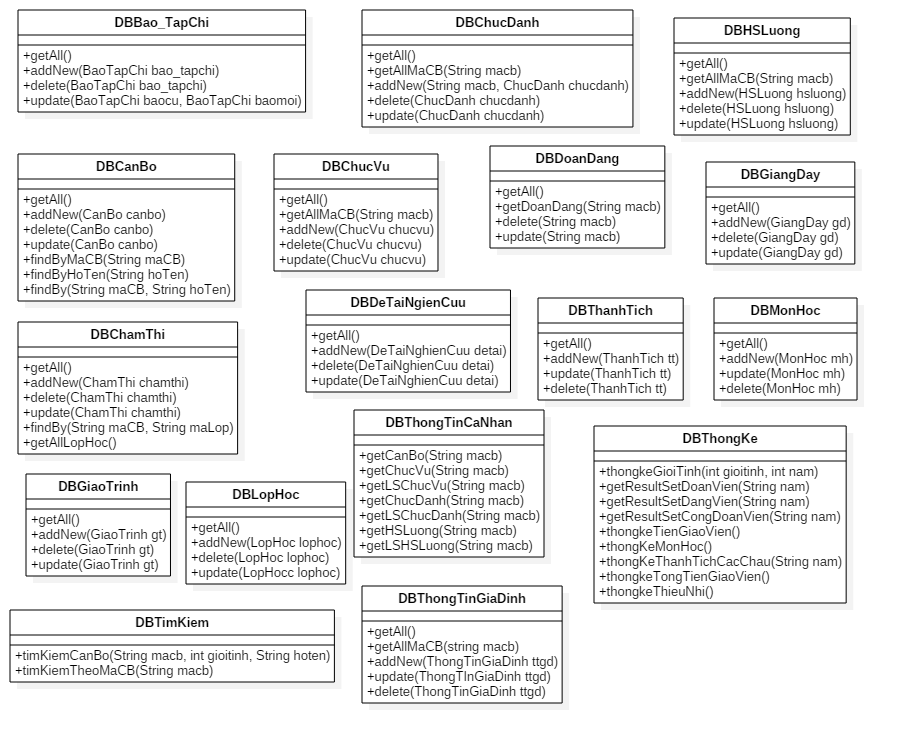 DBBao_TapChi
+getAll()
+addNew(BaoTapChi bao_tapchi)
+delete(BaoTapChi bao_tapchi)
+update(BaoTapChi baocu, BaoTapChi baomoi)
DBChucDanh
+getAll()
+getAllMaCB(String macb)
+addNew(String macb, ChucDanh chucdanh)
+delete(ChucDanh chucdanh)
+update(ChucDanh chucdanh)
DBHSLuong
+getAll()
+getAllMaCB(String macb)
+addNew(HSLuong hsluong)
+delete(HSLuong hsluong)
+update(HSLuong hsluong)
DBCanBo
+getAll()
+addNew(CanBo canbo)
+delete(CanBo canbo)
+update(CanBo canbo)
+findByMaCB(String maCB)
+findByHoTen(String hoTen)
+findBy(String maCB, String hoTen)
DBChucVu
+getAll()
+getAllMaCB(String macb)
+addNew(ChucVu chucvu)
+delete(ChucVu chucvu)
+update(ChucVu chucvu)
DBDoanDang
+getAll()
+getDoanDang(String macb)
+delete(String macb)
+update(String macb)
DBGiangDay
+getAll()
+addNew(GiangDay gd)
+delete(GiangDay gd)
+update(GiangDay gd)
DBDeTaiNgienCuu
+getAll()
+addNew(DeTaiNghienCuu detai)
+delete(DeTaiNghienCuu detai)
+update(DeTaiNghienCuu detai)
DBThanhTich
+getAll()
+addNew(ThanhTich tt)
+update(ThanhTich tt)
+delete(ThanhTich tt)
DBMonHoc
+getAll()
+addNew(MonHoc mh)
+update(MonHoc mh)
+delete(MonHoc mh)
DBChamThi
+getAll()
+addNew(ChamThi chamthi)
+delete(ChamThi chamthi)
+update(ChamThi chamthi)
+findBy(String maCB, String maLop)
+getAllLopHoc()
DBThongTinCaNhan
+getCanBo(String macb)
+getChucVu(String macb)
+getLSChucVu(String macb)
+getChucDanh(String macb)
+getLSChucDanh(String macb)
+getHSLuong(String macb)
+getLSHSLuong(String macb)
DBThongKe
+thongkeGioiTinh(int gioitinh, int nam)
+getResultSetDoanVien(String nam)
+getResultSetDangVien(String nam)
+getResultSetCongDoanVien(String nam)
+thongkeTienGiaoVien()
+thongKeMonHoc()
+thongKeThanhTichCacChau(String nam)
+thongkeTongTienGiaoVien()
+thongkeThieuNhi()
DBGiaoTrinh
+getAll()
+addNew(GiaoTrinh gt)
+delete(GiaoTrinh gt)
+update(GiaoTrinh gt)
DBLopHoc
+getAll()
+addNew(LopHoc lophoc)
+delete(LopHoc lophoc)
+update(LopHocc lophoc)
DBThongTinGiaDinh
+getAll()
+getAllMaCB(string macb)
+addNew(ThongTinGiaDinh ttgd)
+update(ThongTInGiaDinh ttgd)
+delete(ThongTinGiaDinh ttgd)
DBTimKiem
+timKiemCanBo(String macb, int gioitinh, String hoten)
+timKiemTheoMaCB(String macb)